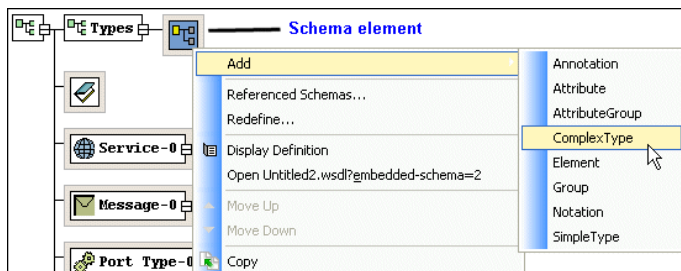 Types
Schema element
Add
Referenced Schemas...
Redefine...
Display Definition
Open Untitled2.wsdl?embedded-schema=2
Move Up
Move Down
Copy
Annotation
Attribute
AttributeGroup
ComplexType
Element
Group
Notation
SimpleType
Service-0
Message-0
Port Type-0